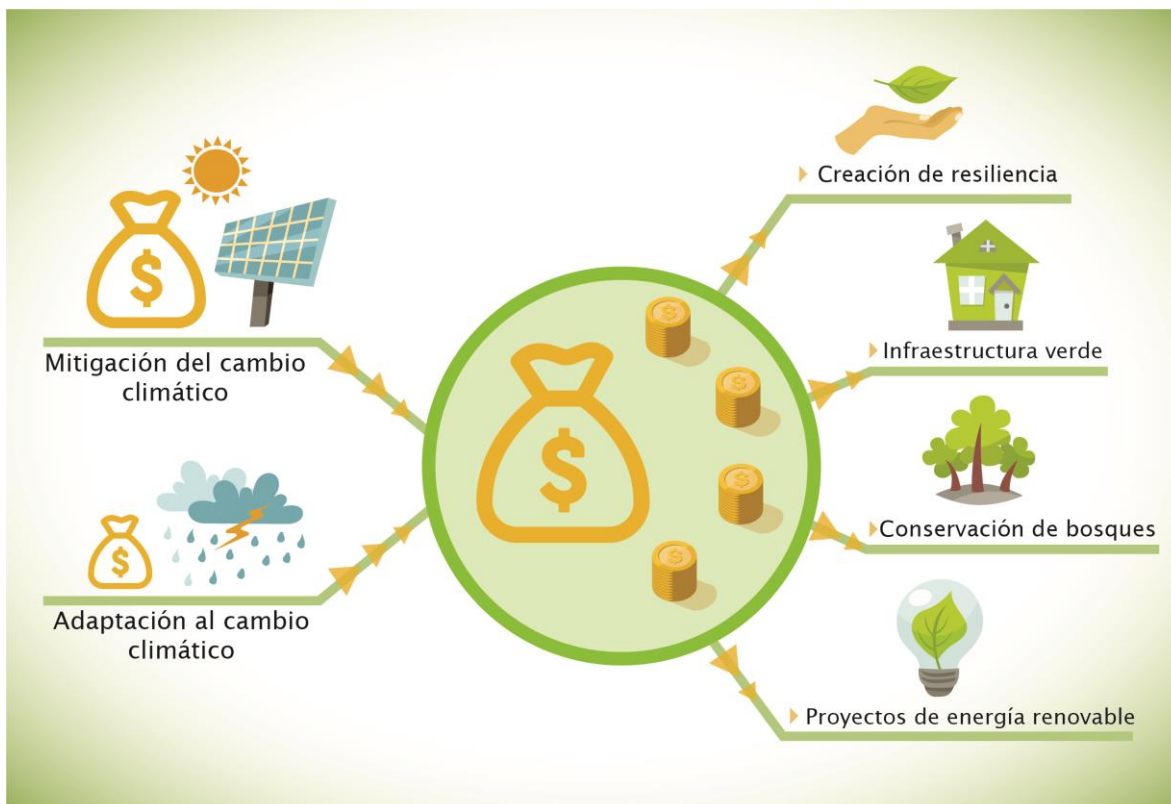 Mitigación del cambio
climático
Adaptación al cambio
climático
$
$
$
$
$
$
$
Creación de resiliencia
Infraestructura verde
Conservación de bosques
Proyectos de energía renovable